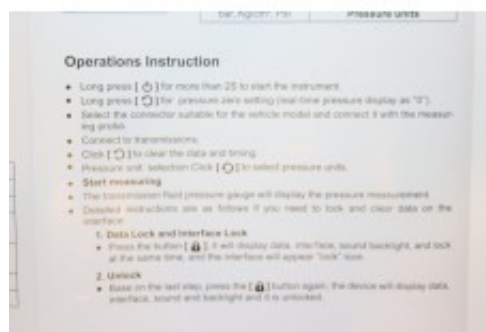 bar, Kg/cm², Psi Pressure units
Operations Instruction
Long press [ ] for more than 2S to start the instrument
Long press [ ] for pressure zero setting (real-time pressure display as "0").
Select the connector suitable for the vehicle model and connect it with the measur-
ing probe.
Connect to transmissions.
Click [ ] to clear the data and timing.
Pressure unit selection Click [ ] to select pressure units.
Start measuring
The transmission fluid pressure gauge will display the pressure measurement
Detailed instructions are as follows if you need to lock and clear data on the
interface:
1. Data Lock and Interface Lock
Press the button [ ], it will display data, interface, sound backlight, and lock
at the same time, and the interface will appear "lock" icon.
2. Unlock
Base on the last step, press the [ ] button again, the device will display data,
interface, sound and backlight and it is unlocked.